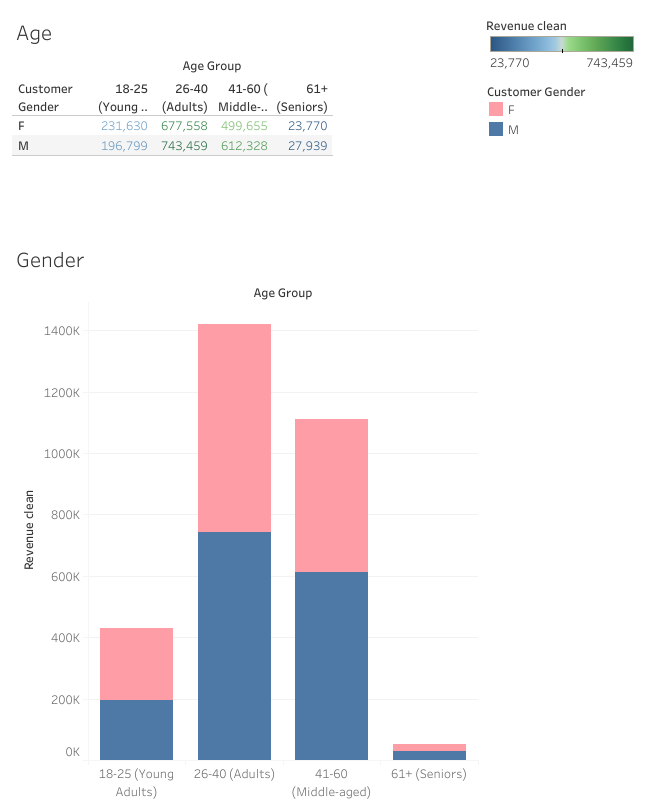 Age
Revenue clean
23,770 743,459
Customer Gender
F
M
Age Group
Customer Gender 18-25 (Young .. 26-40 (Adults) 41-60 ( Middle-.. 61+ (Seniors)
F 231,630 677,558 499,655 23,770
M 196,799 743,459 612,328 27,939
Gender
Age Group
1400K
1200K
1000K
800K
600K
400K
200K
0K
Revenue clean
18-25 (Young Adults) 26-40 (Adults) 41-60 (Middle-aged) 61+ (Seniors)